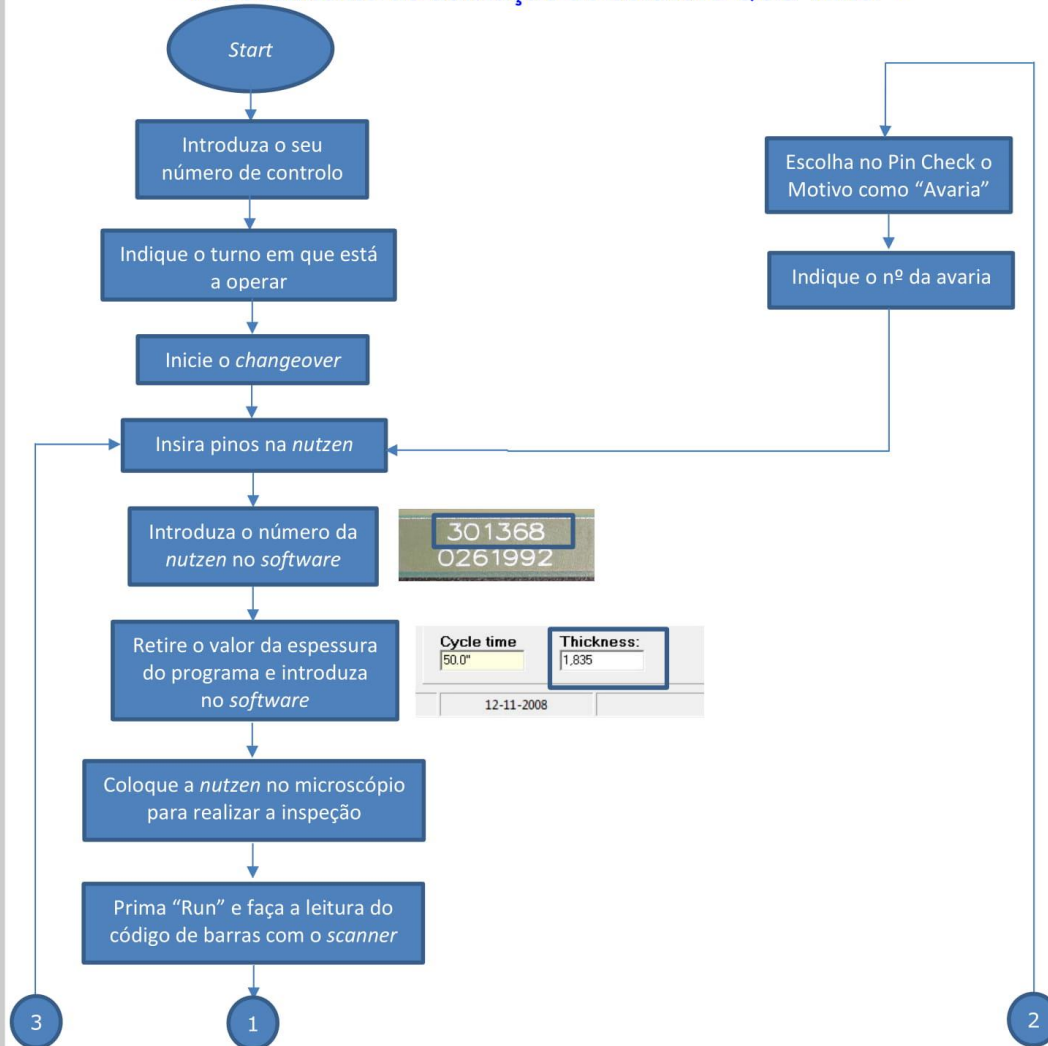 Start
Introduza o seu
número de controlo
Indique o turno em que está
a operar
Inicie o changeover
Insira pinos na nutzen
Introduza o número da
nutzen no software
301368
0261992
Retire o valor da espessura
do programa e introduza
no software
Cycle time
Thickness:
50.0"
1,835
12-11-2008
Coloque a nutzen no microscópio
para realizar a inspeção
Prima “Run” e faça a leitura do
código de barras com o scanner
Escolha no Pin Check o
Motivo como “Avaria”
Indique o nº da avaria
3
1
2